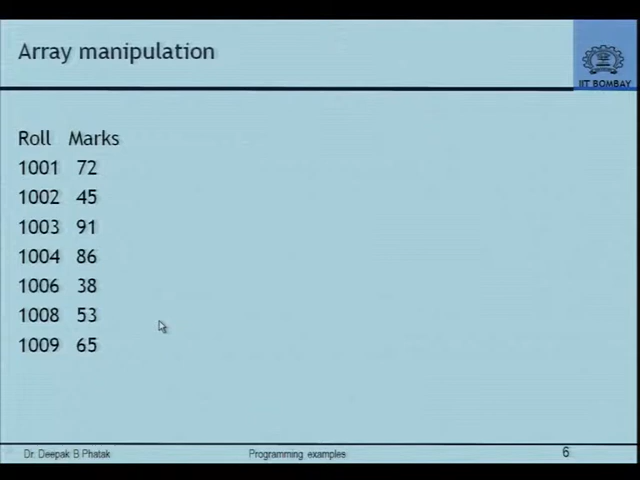 Array manipulation
IIT BOMBAY
Roll Marks
1001 72
1002 45
1003 91
1004 86
1006 38
1008 53
1009 65
Dr. Deepak B Phatak Programming examples 6